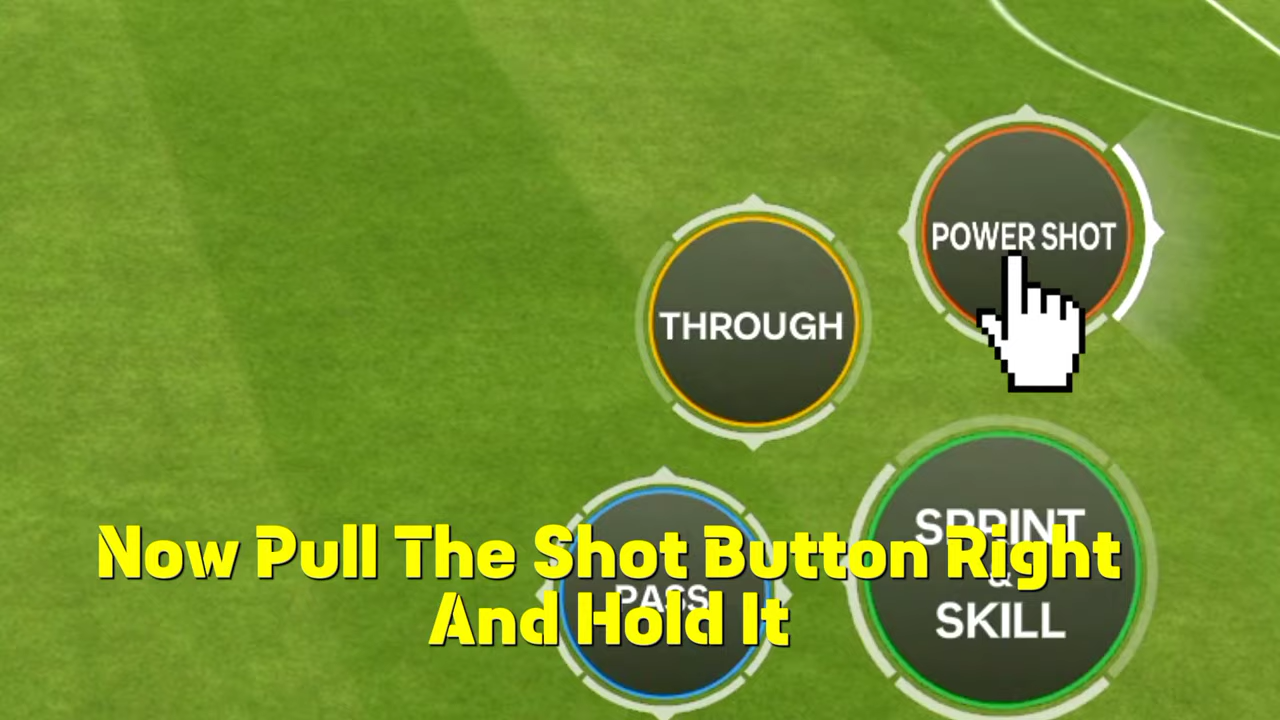 POWER SHOT
THROUGH
SPRINT
&
SKILL
PASS
Now Pull The Shot Button Right
And Hold It